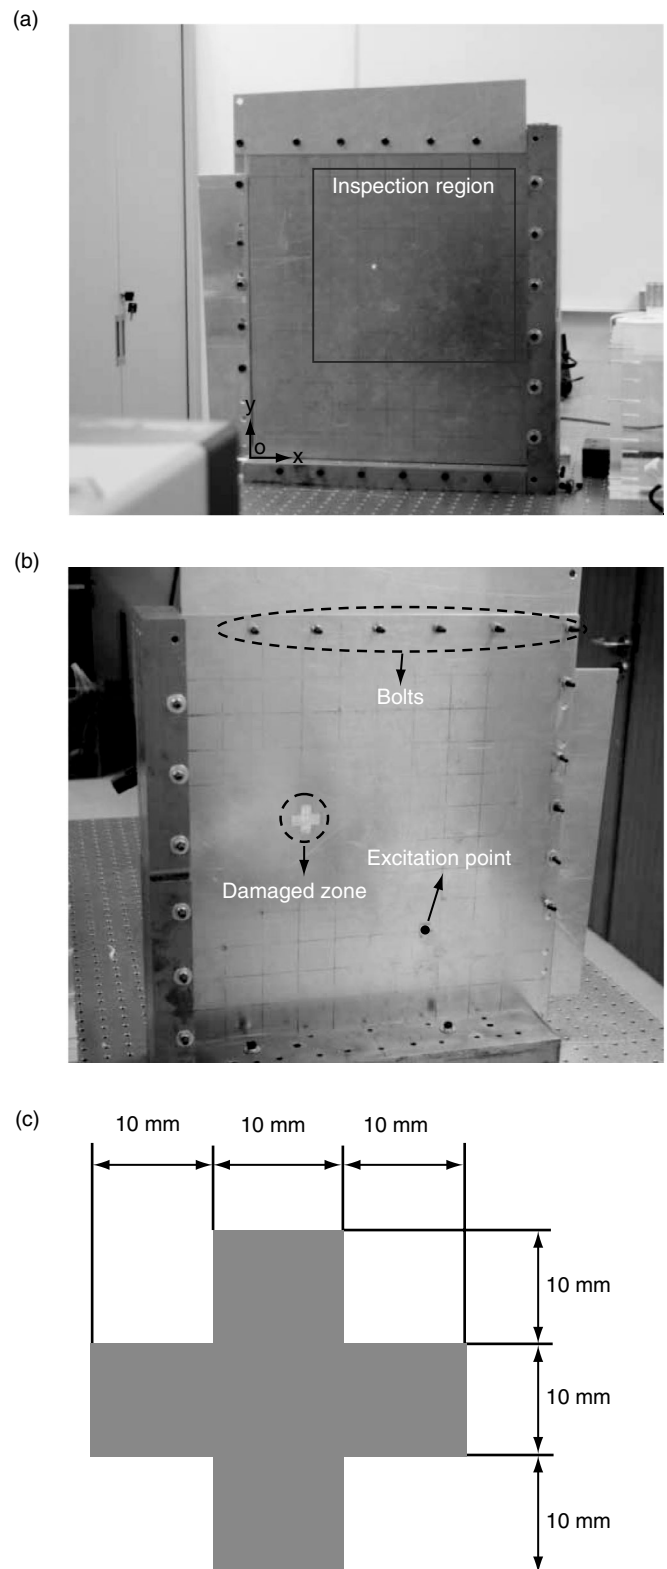 (a)
Inspection region
y
o
x
(b)
Bolts
Excitation point
Damaged zone
(c)
10 mm 10 mm 10 mm
10 mm
10 mm
10 mm